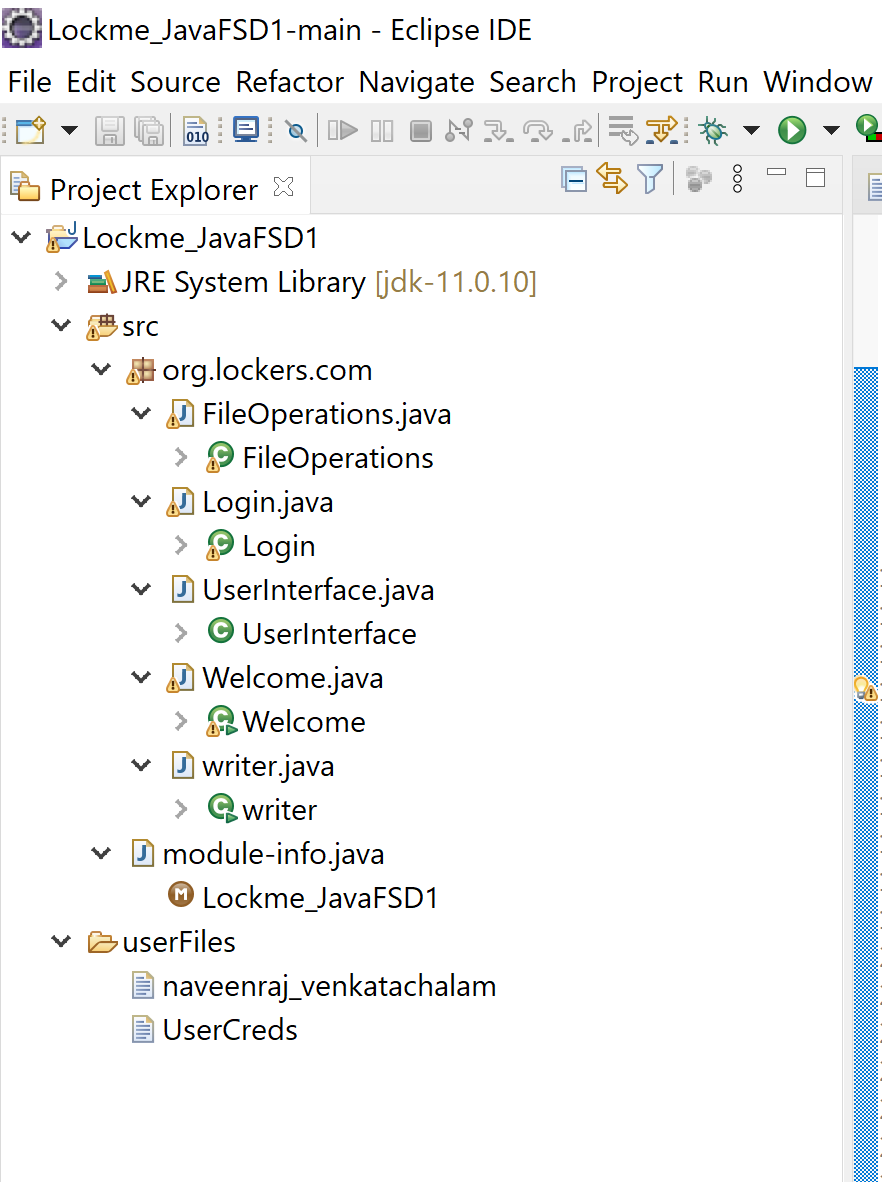 Lockme_JavaFSD1-main - Eclipse IDE
File Edit Source Refactor Navigate Search Project Run Window
010
Project Explorer
Lockme_JavaFSD1
JRE System Library [jdk-11.0.10]
src
org.lockers.com
J FileOperations.java
C FileOperations
J Login.java
C Login
J UserInterface.java
C UserInterface
J Welcome.java
C Welcome
J writer.java
C writer
J module-info.java
M Lockme_JavaFSD1
userFiles
naveenraj_venkatachalam
UserCreds